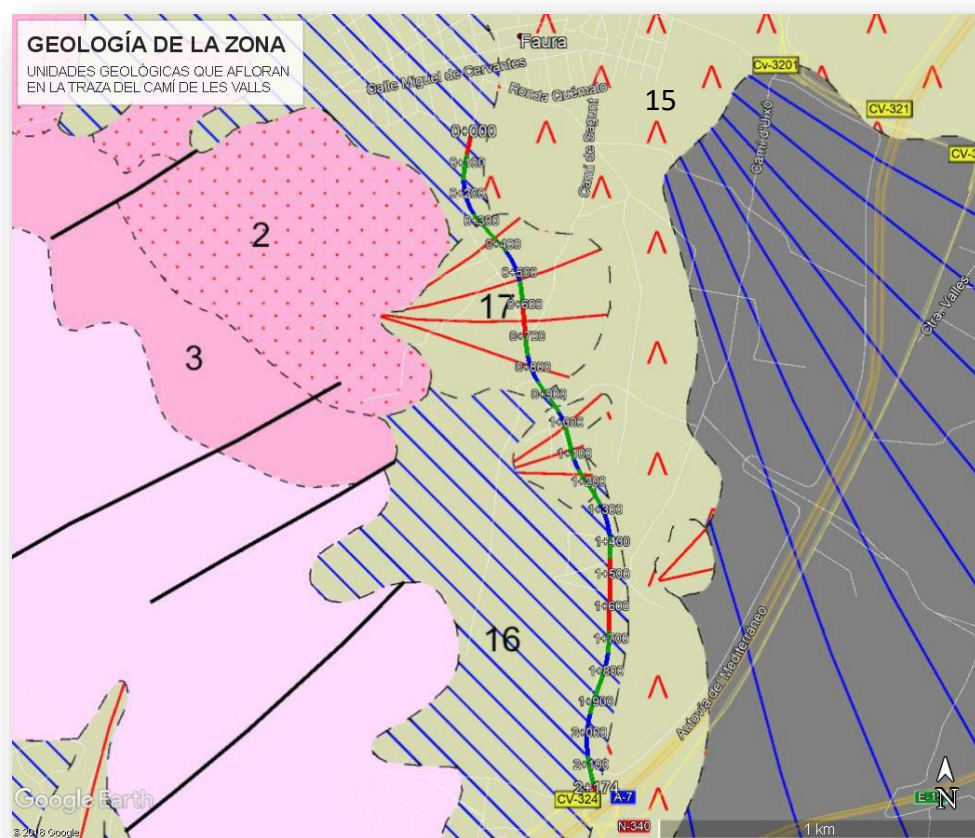 GEOLOGÍA DE LA ZONA
UNIDADES GEOLÓGICAS QUE AFLORAN
EN LA TRAZA DEL CAMÍ DE LES VALLS
Faura
Cv-3201
Calle Miguel de Cervantes
Ronda Quémalo
15
CV-321
0+000
Camí de Sagunt
Camí d'Uixó
CV-3
0+100
0+200
0+300
2
0+400
0+500
17
0+600
Ctra. Valles
0+700
3
0+800
0+900
1+000
1+100
1+200
1+300
1+400
1+500
1+600
16
1+700
Autovía del Mediterráneo
1+800
1+900
2+000
2+100
2+174
Google Earth
CV-324
A-7
N
© 2018 Google
N-340
1 km